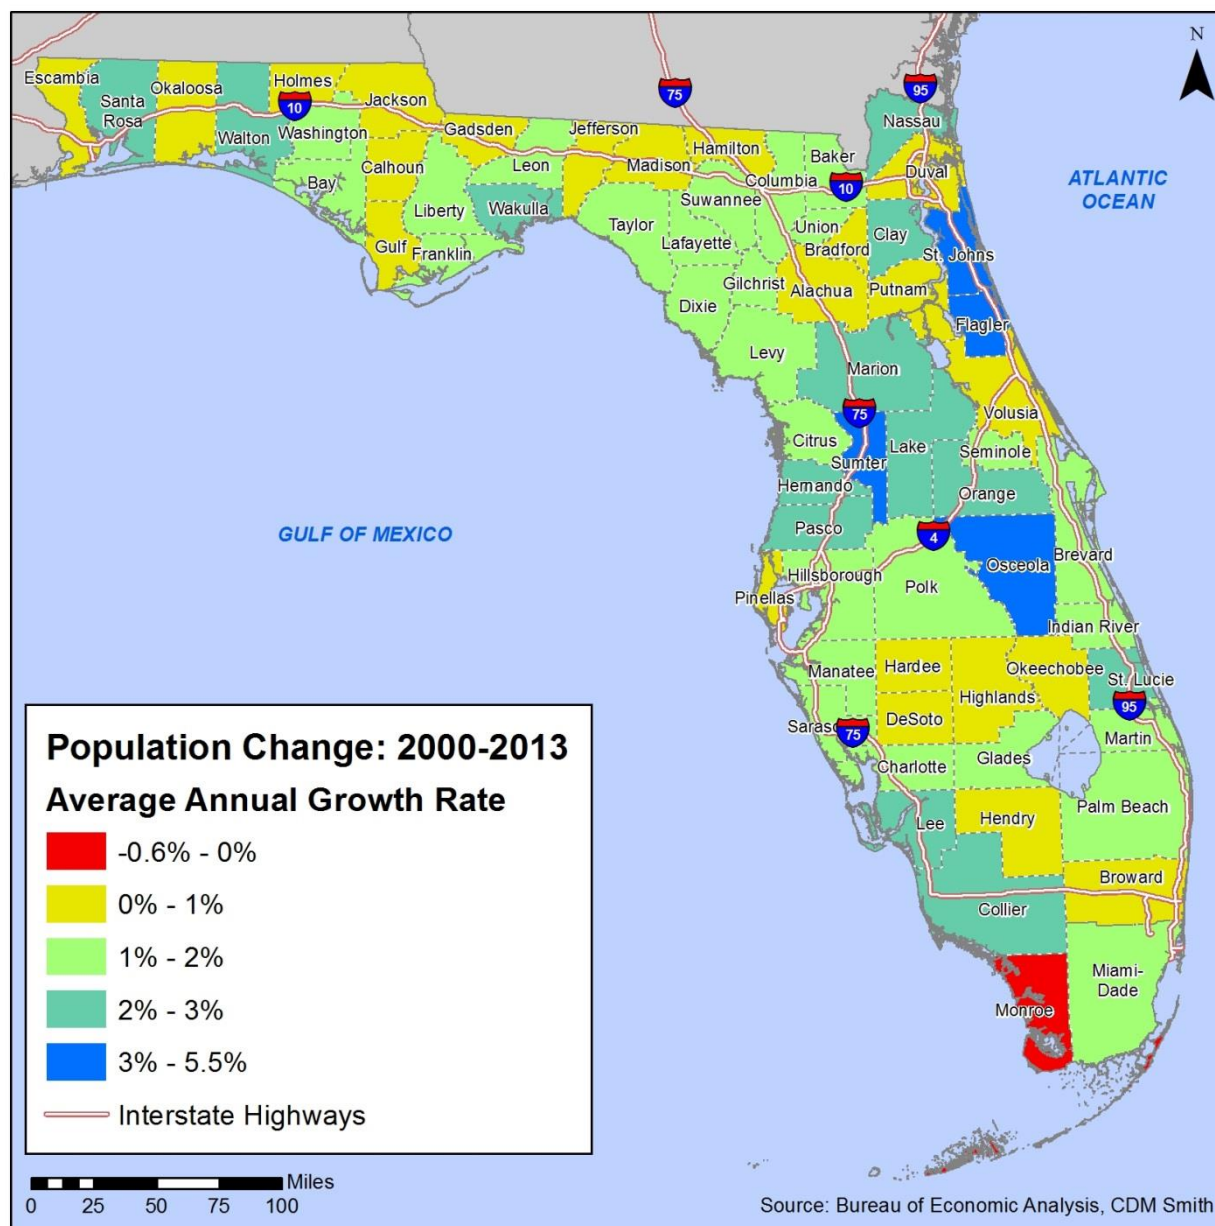 N
95
75
Escambia
Santa
Rosa
Okaloosa
Walton
Holmes
10
Jackson
Washington
Bay
Calhoun
Gulf
Gadsden
Liberty
Franklin
Leon
Wakulla
Jefferson
Madison
Taylor
Hamilton
Suwannee
Lafayette
Columbia
Baker
10
Nassau
Duval
Union
Bradford
Clay
St. Johns
Gilchrist
Alachua
Putnam
Dixie
Flagler
Levy
Marion
75
Volusia
Citrus
Sumter
Lake
Seminole
Hernando
Orange
Pasco
4
Osceola
Brevard
Hillsborough
Pinellas
Polk
Indian River
Manatee
Hardee
Okeechobee
St. Lucie
Highlands
95
DeSoto
Saraso
75
Martin
Charlotte
Glades
Palm Beach
Lee
Hendry
Broward
Collier
Miami-
Dade
Monroe
ATLANTIC
OCEAN
GULF OF MEXICO
Population Change: 2000-2013
Average Annual Growth Rate
-0.6% - 0%
0% - 1%
1% - 2%
2% - 3%
3% - 5.5%
Interstate Highways
Miles
0 25 50 75 100
Source: Bureau of Economic Analysis, CDM Smith